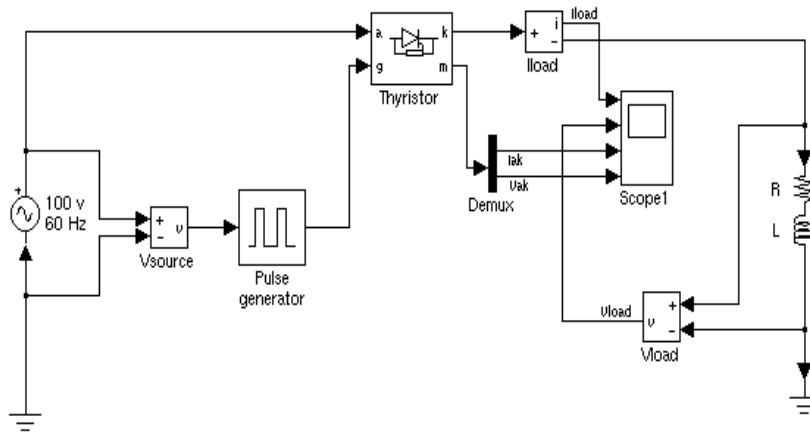 Iload
a
k
i
+
-
g
m
Thyristor
Iload
+
100 v
60 Hz
+
-
v
Vsource
Pulse
generator
Iak
Vak
Demux
Scope1
R
L
Vload
v
+
-
Vload